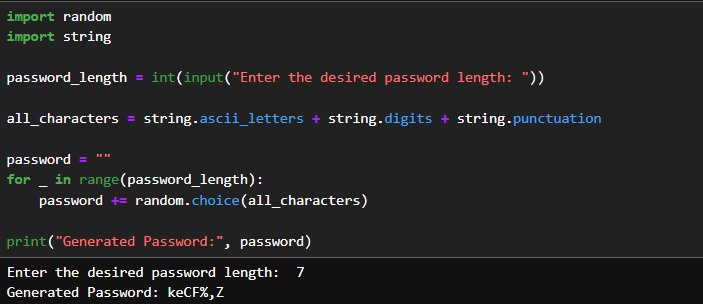 import random
import string
password_length = int(input("Enter the desired password length: "))
all_characters = string.ascii_letters + string.digits + string.punctuation
password = ""
for _ in range(password_length):
    password += random.choice(all_characters)
print("Generated Password:", password)
Enter the desired password length:  7
Generated Password: keCF%,Z